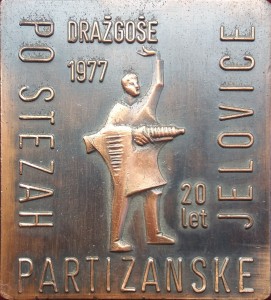 DRAŽGOŠE
1977
PO STEZAH
PARTIZANSKE
JELOVICE
20
let